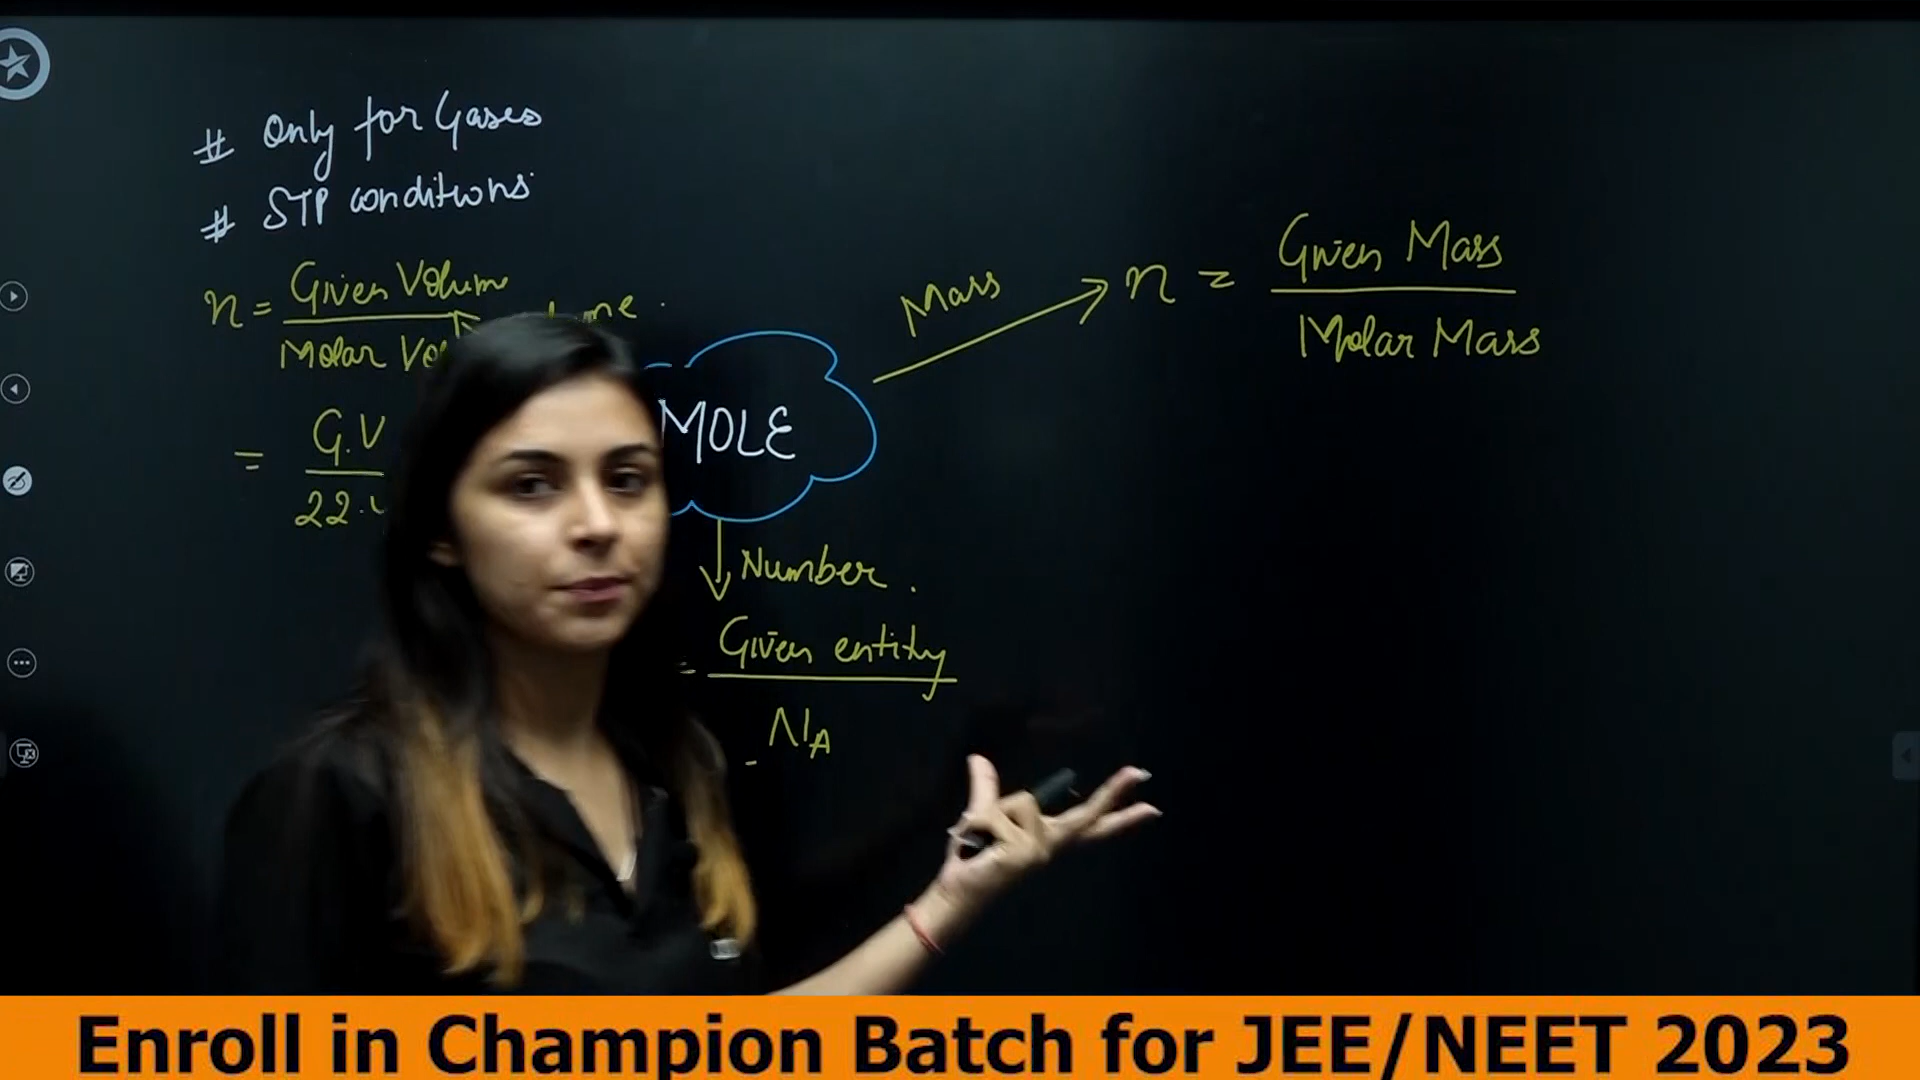 # Only for Gases
# STP conditions
n = Given Volume
Molar
= G.V
22.4
MOLE
Mass
n = Given Mass
Molar Mass
Number.
= Given entity
NA
Enroll in Champion Batch for JEE/NEET 2023